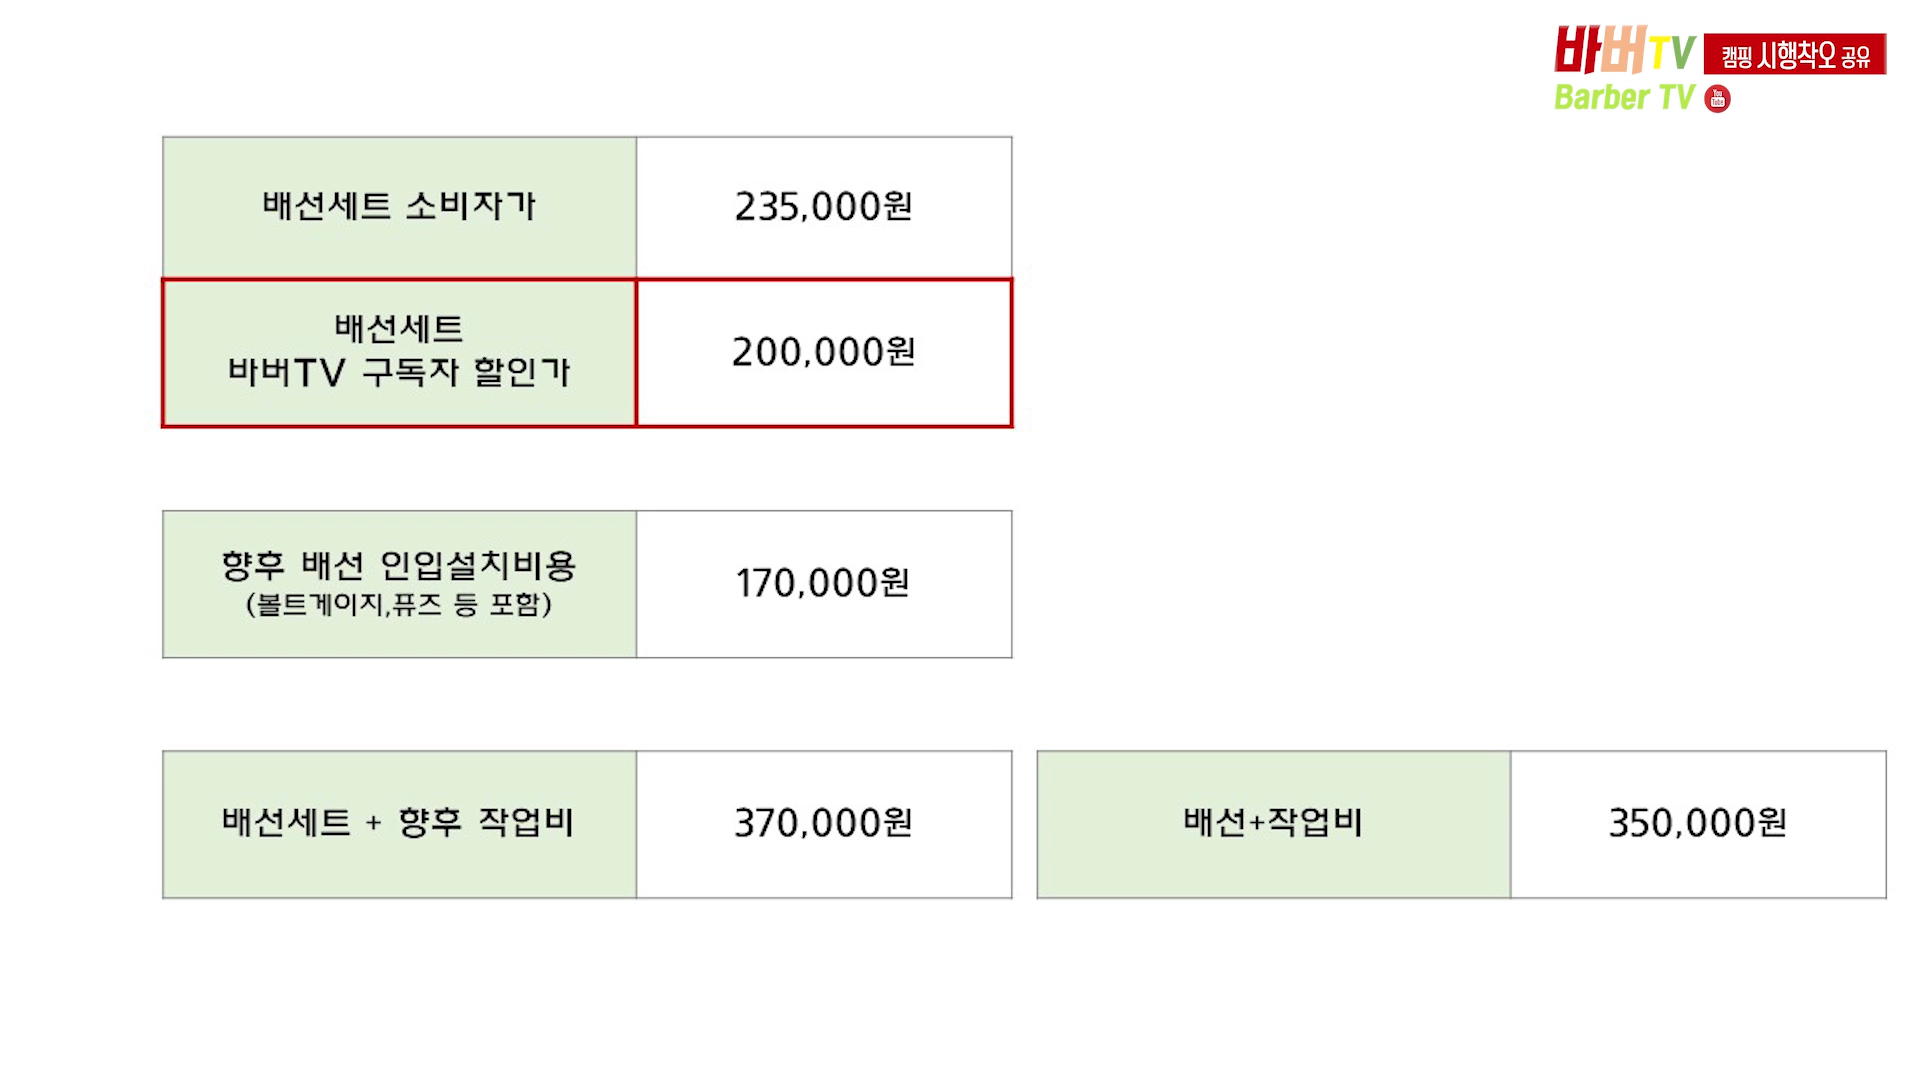 바버TV 캠핑 시행착오 공유
Barber TV You Tube
배선세트 소비자가 235,000원
배선세트
바버TV 구독자 할인가 200,000원
향후 배선 인입설치비용
(볼트게이지,퓨즈 등 포함) 170,000원
배선세트 + 향후 작업비 370,000원 배선+작업비 350,000원